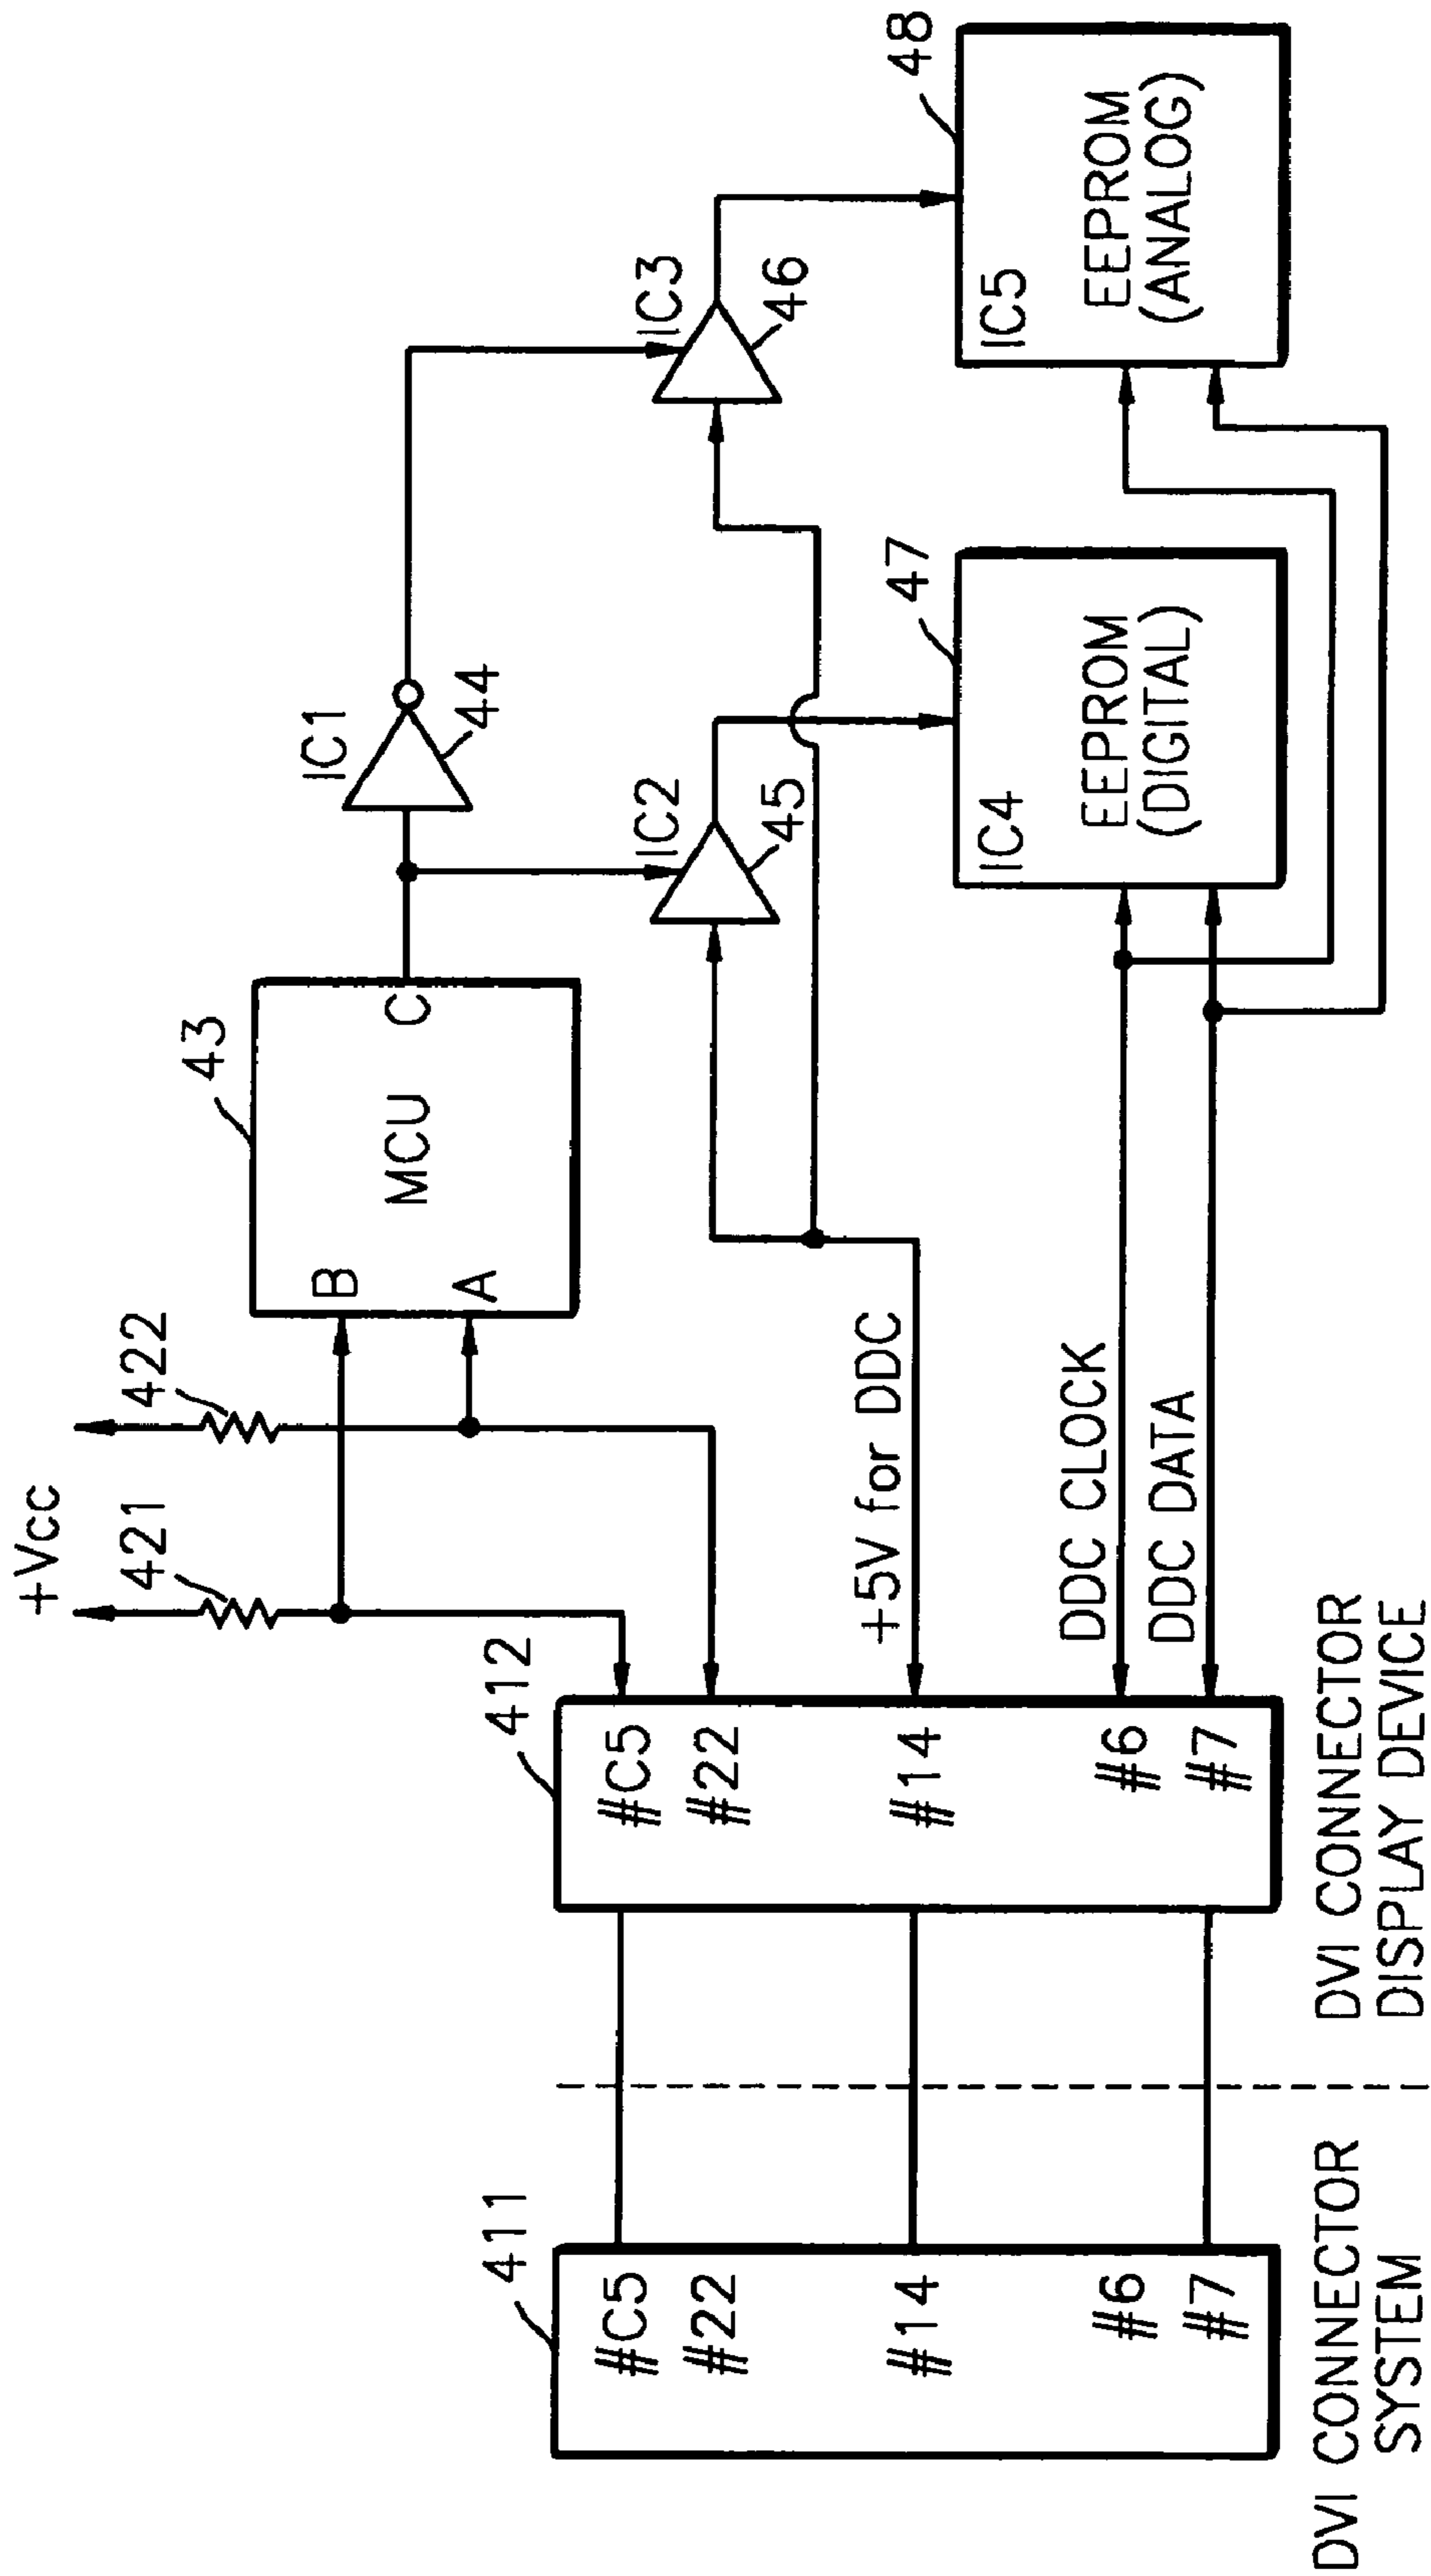 +Vcc
421
422
43
B
A
MCU
C
IC1
44
IC2
45
IC3
46
411
#C5
#22
#14
#6
#7
DVI CONNECTOR
SYSTEM
412
#C5
#22
#14
#6
#7
DVI CONNECTOR
DISPLAY DEVICE
+5V for DDC
DDC CLOCK
DDC DATA
47
IC4
EEPROM
(DIGITAL)
48
IC5
EEPROM
(ANALOG)